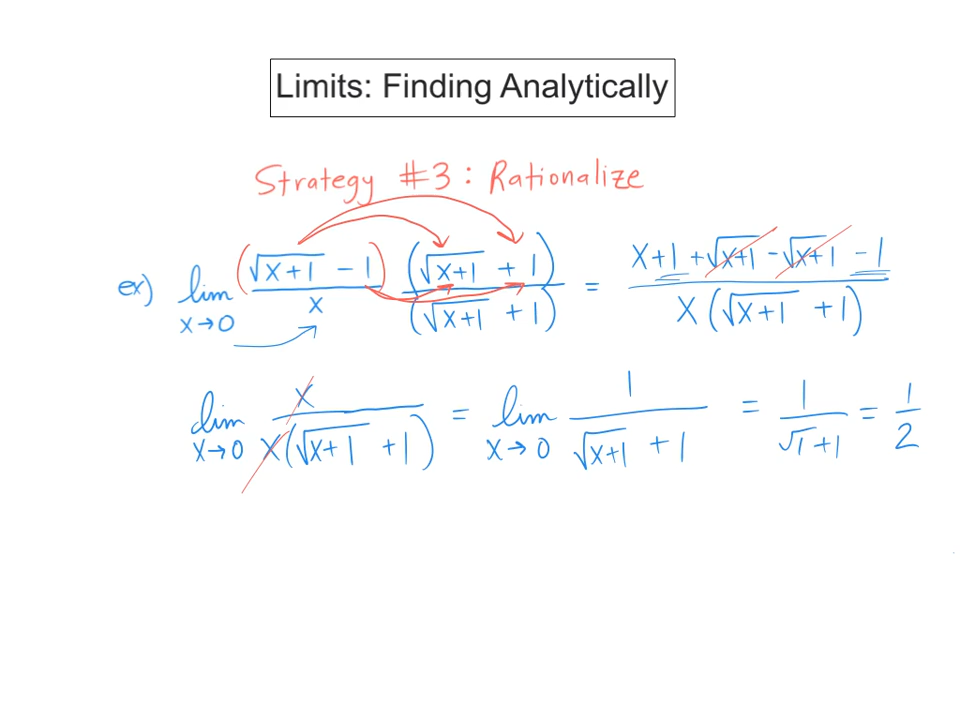 Limits: Finding Analytically
Strategy #3: Rationalize
ex) lim x→0 (√(x+1) - 1)/x (√(x+1) + 1)/(√(x+1) + 1) = (x+1 + √(x+1) - √(x+1) - 1)/(x(√(x+1) + 1))
lim x→0 x/(x(√(x+1) + 1)) = lim x→0 1/(√(x+1) + 1) = 1/(√1 + 1) = 1/2